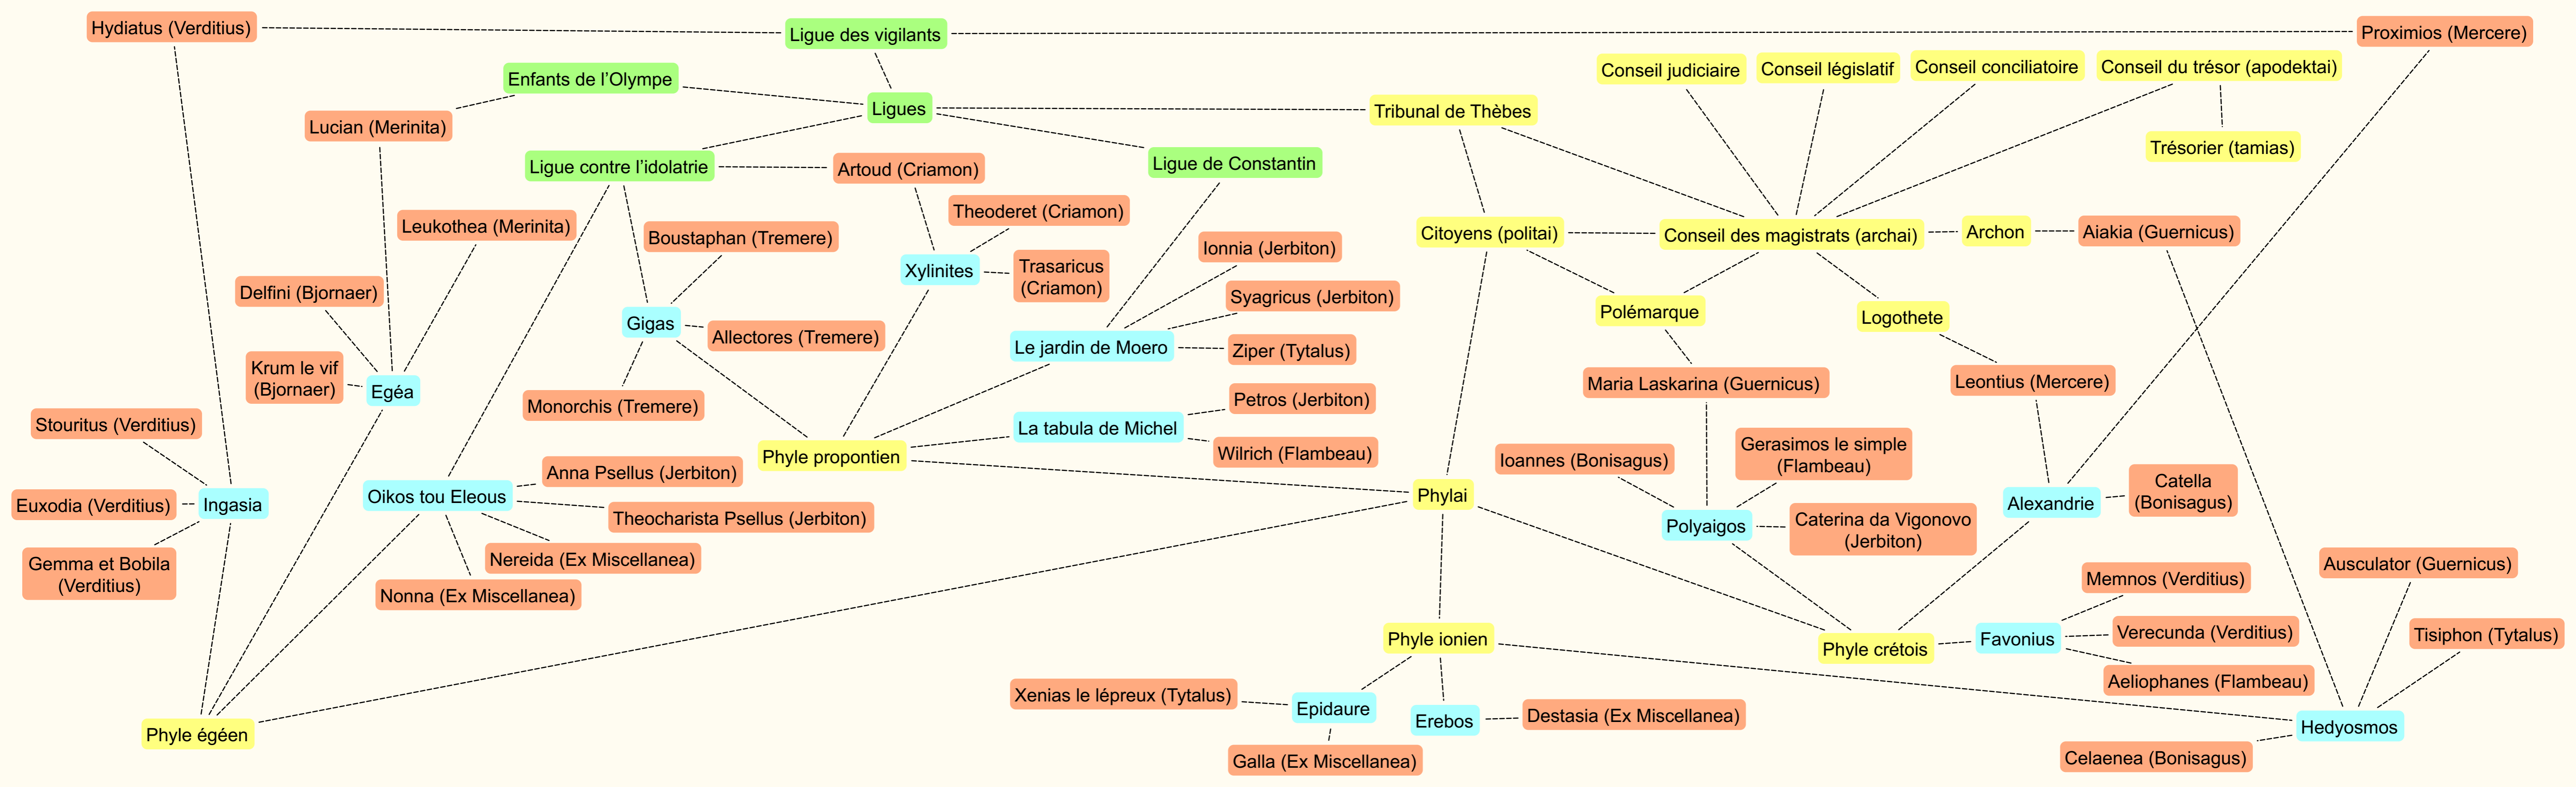 Hydiatus (Verditius)
Ligue des vigilants
Proximios (Mercere)
Enfants de l’Olympe
Conseil judiciaire
Conseil législatif
Conseil conciliatoire
Conseil du trésor (apodektai)
Lucian (Merinita)
Ligues
Tribunal de Thèbes
Trésorier (tamias)
Ligue contre l’idolatrie
Artoud (Criamon)
Ligue de Constantin
Leukothea (Merinita)
Boustaphan (Tremere)
Theoderet (Criamon)
Ionnia (Jerbiton)
Citoyens (politai)
Conseil des magistrats (archai)
Archon
Aiakia (Guernicus)
Delfini (Bjornaer)
Xylinites
Trasaricus
(Criamon)
Syagricus (Jerbiton)
Gigas
Allectores (Tremere)
Le jardin de Moero
Ziper (Tytalus)
Polémarque
Logothete
Krum le vif
(Bjornaer)
Egéa
Monorchis (Tremere)
Petros (Jerbiton)
Maria Laskarina (Guernicus)
Leontius (Mercere)
Stouritus (Verditius)
La tabula de Michel
Wilrich (Flambeau)
Phyle propontien
Ioannes (Bonisagus)
Gerasimos le simple
(Flambeau)
Anna Psellus (Jerbiton)
Euxodia (Verditius)
Ingasia
Oikos tou Eleous
Theocharista Psellus (Jerbiton)
Phylai
Polyaigos
Caterina da Vigonovo
(Jerbiton)
Alexandrie
Catella
(Bonisagus)
Gemma et Bobila
(Verditius)
Nereida (Ex Miscellanea)
Nonna (Ex Miscellanea)
Memnos (Verditius)
Ausculator (Guernicus)
Phyle ionien
Phyle crétois
Favonius
Verecunda (Verditius)
Tisiphon (Tytalus)
Aeliophanes (Flambeau)
Xenias le lépreux (Tytalus)
Epidaure
Erebos
Destasia (Ex Miscellanea)
Phyle égéen
Hedyosmos
Galla (Ex Miscellanea)
Celaenea (Bonisagus)